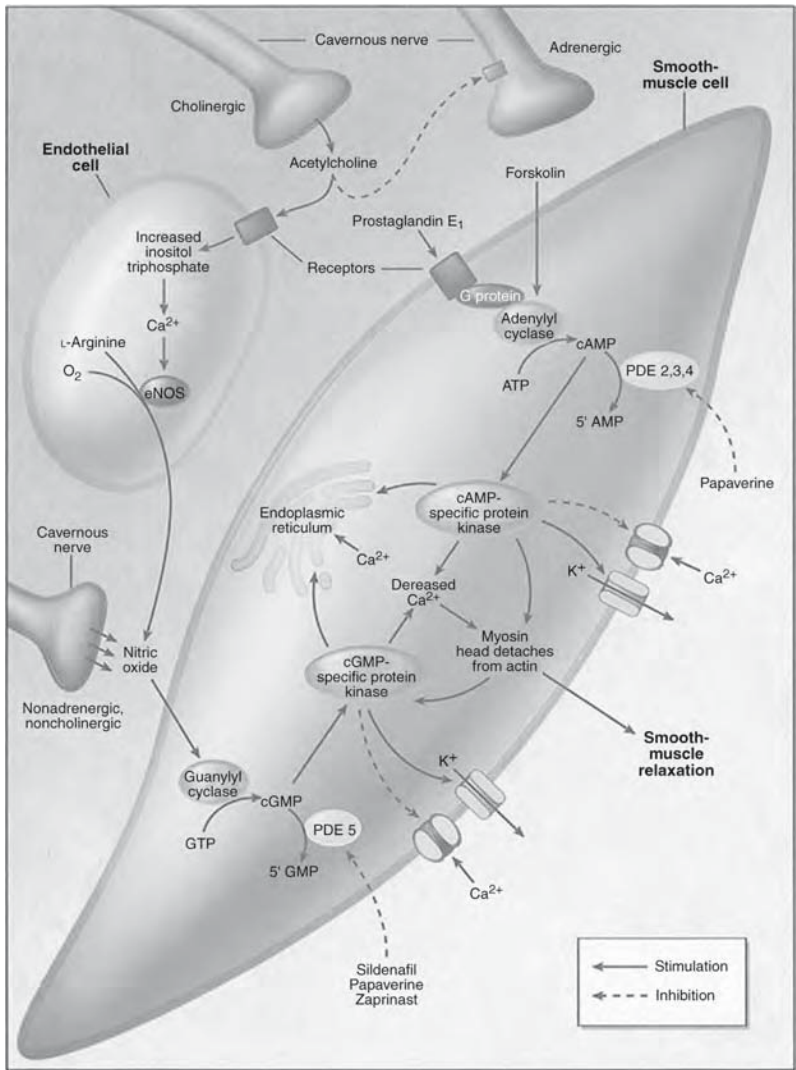 Cavernous nerve
Adrenergic
Smooth-
muscle cell
Cholinergic
Endothelial
cell
Acetylcholine
Forskolin
Prostaglandin E₁
Increased
inositol
triphosphate
Receptors
G protein
Adenylyl
cyclase
Ca²⁺
L-Arginine
O₂
eNOS
cAMP
ATP
PDE 2,3,4
5' AMP
Papaverine
Endoplasmic
reticulum
cAMP-
specific protein
kinase
Ca²⁺
Cavernous
nerve
K⁺
Ca²⁺
Dereased
Ca²⁺
Nitric
oxide
Myosin
head detaches
from actin
cGMP-
specific protein
kinase
Nonadrenergic,
noncholinergic
Smooth-
muscle
relaxation
K⁺
Guanylyl
cyclase
cGMP
GTP
PDE 5
5' GMP
Ca²⁺
Sildenafil
Papaverine
Zaprinast
Stimulation
Inhibition